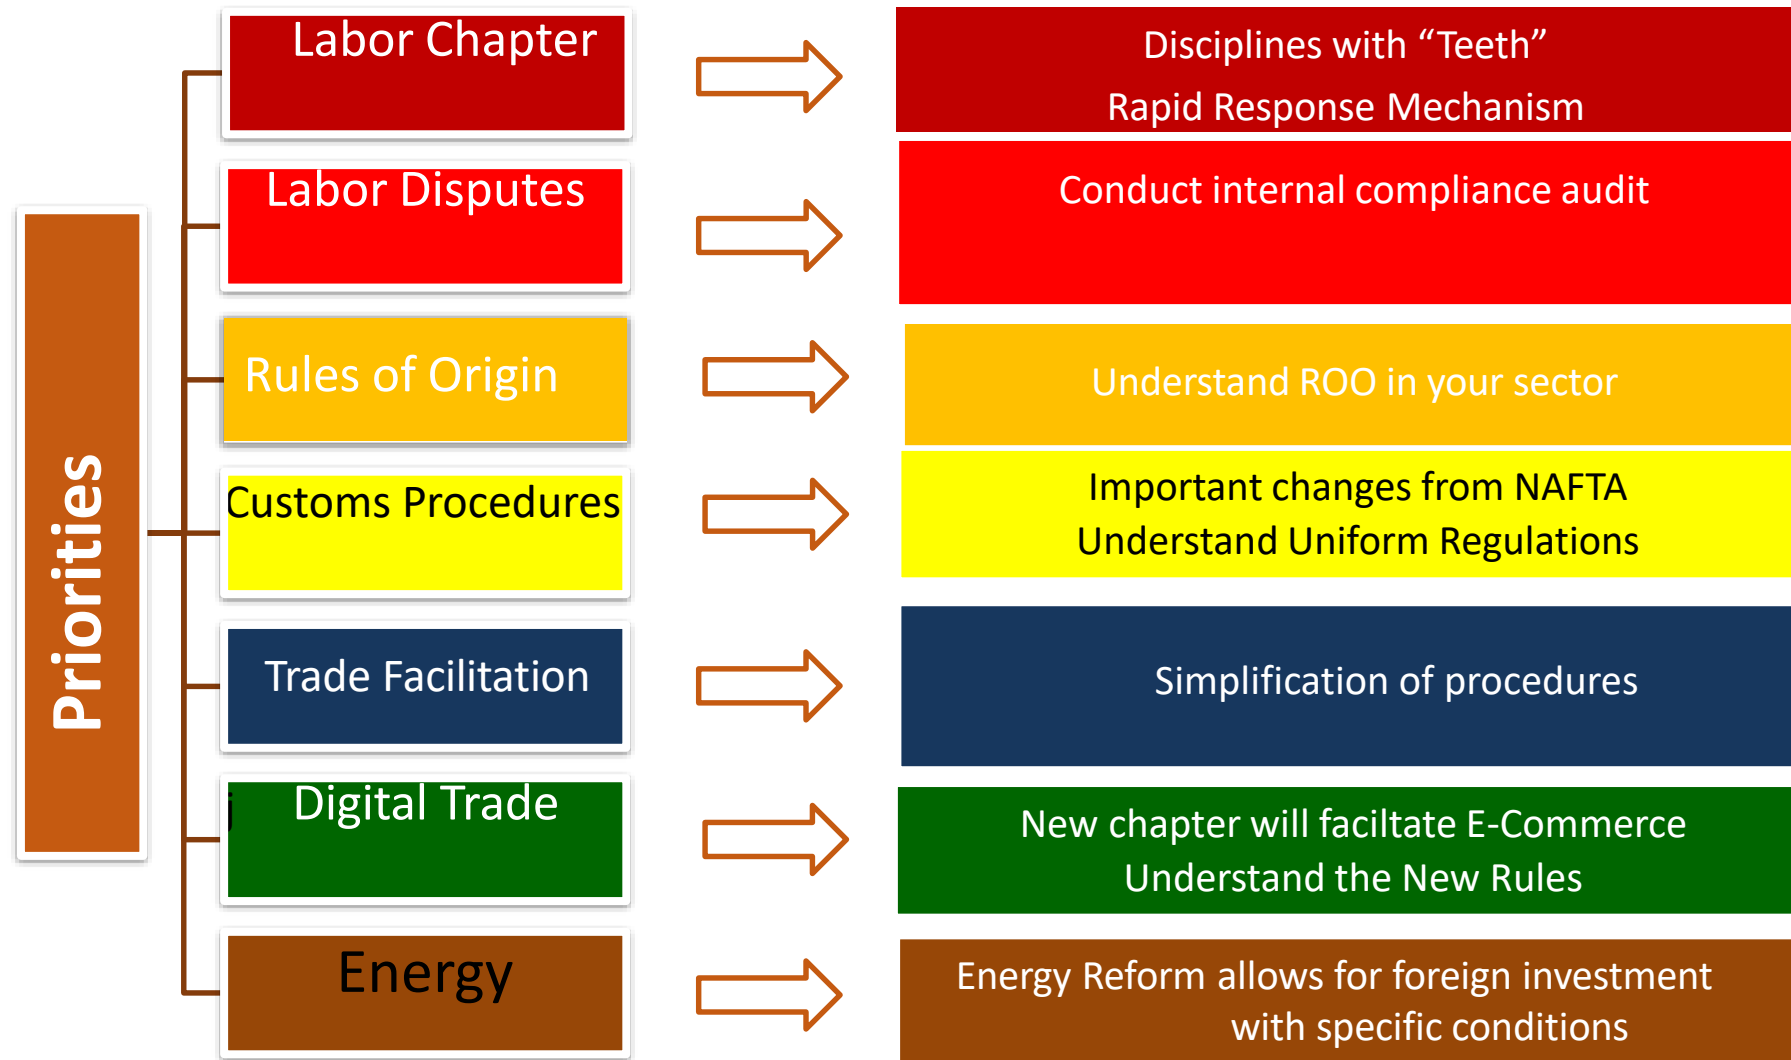 Priorities
Labor Chapter
Disciplines with “Teeth”
Rapid Response Mechanism
Labor Disputes
Conduct internal compliance audit
Rules of Origin
Understand ROO in your sector
Customs Procedures
Important changes from NAFTA
Understand Uniform Regulations
Trade Facilitation
Simplification of procedures
j
Digital Trade
New chapter will faciltate E-Commerce
Understand the New Rules
Energy
Energy Reform allows for foreign investment
with specific conditions